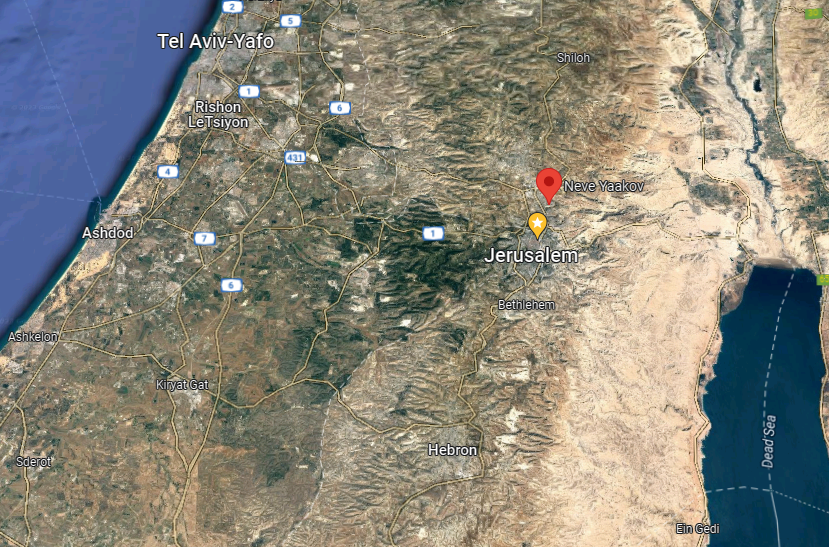 2
5
Tel Aviv-Yafo
Shiloh
1
6
Rishon
LeTsiyon
431
4
Neve Yaakov
Ashdod
7
1
Jerusalem
6
Bethlehem
Ashkelon
Kiryat Gat
Hebron
Dead Sea
Sderot
Ein Gedi